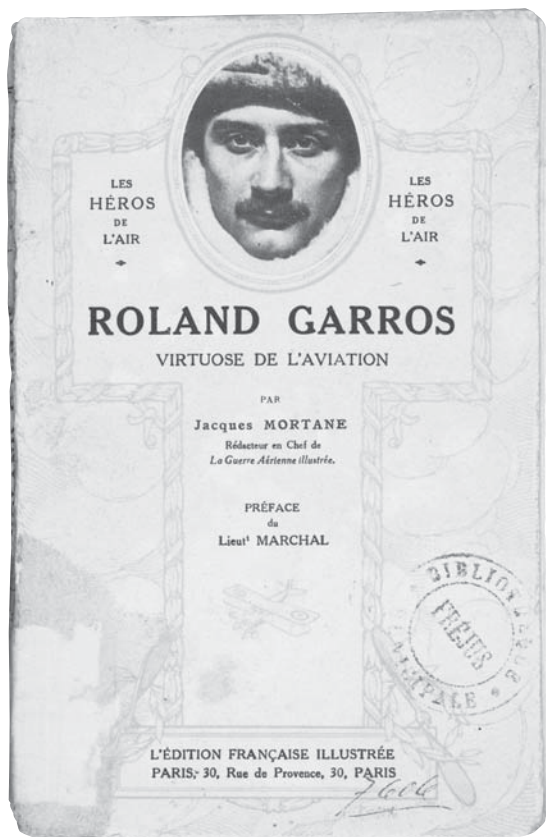 LES
HÉROS
DE
L'AIR
LES
HÉROS
DE
L'AIR
ROLAND GARROS
VIRTUOSE DE L'AVIATION
PAR
Jacques MORTANE
Rédacteur en Chef de
La Guerre Aérienne illustrée.
PRÉFACE
du
Lieutᵗ MARCHAL
BIBLIOTHÈQUE
FRÉJUS
L'ÉDITION FRANÇAISE ILLUSTRÉE
PARIS, 30, Rue de Provence, 30, PARIS